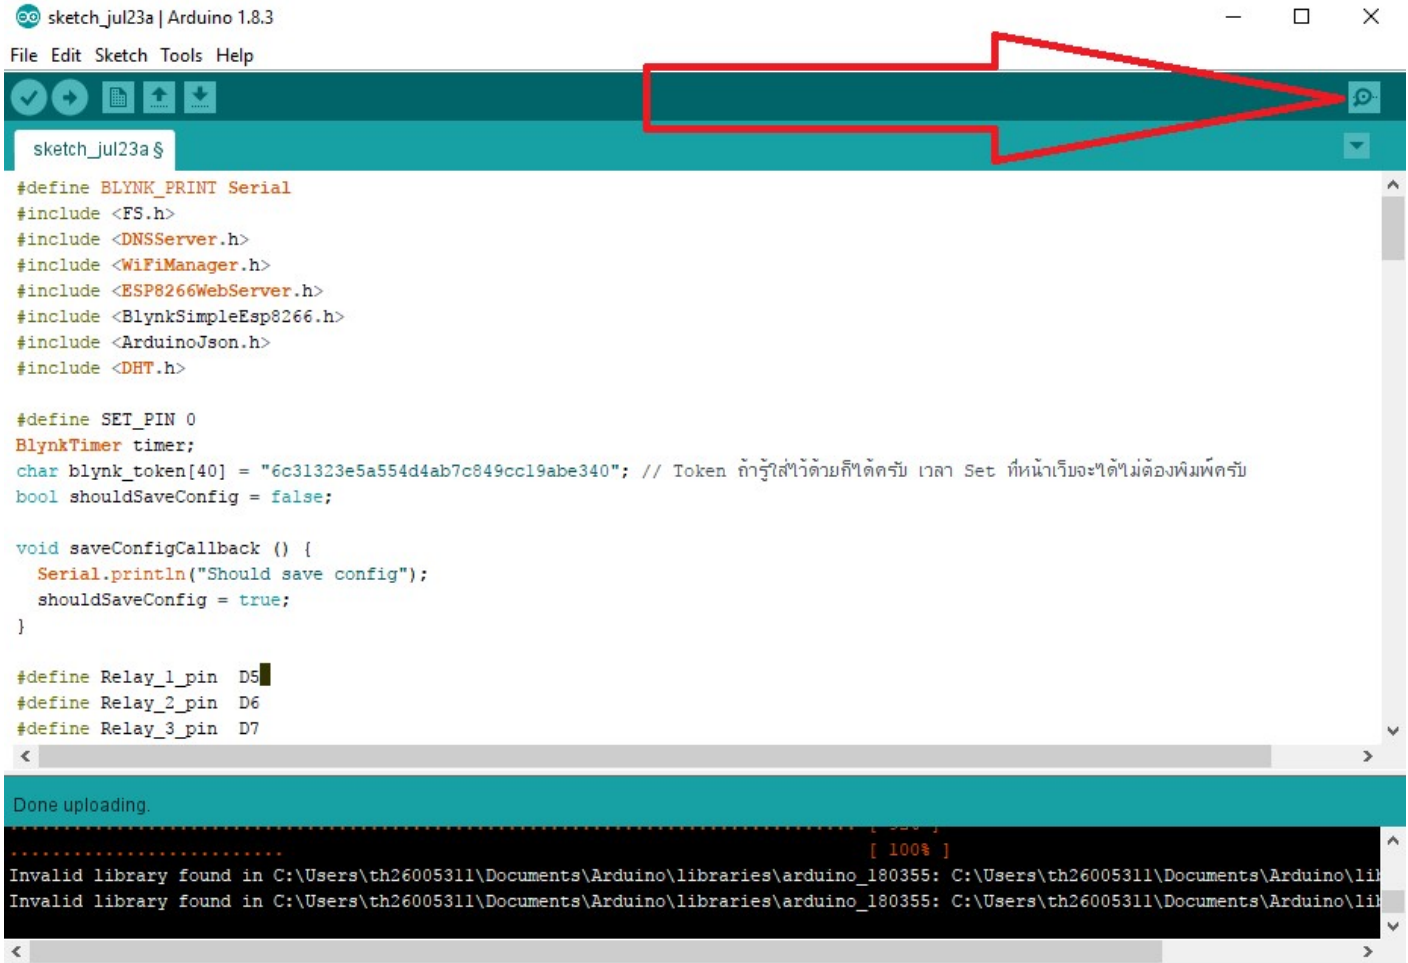 sketch_jul23a | Arduino 1.8.3
File Edit Sketch Tools Help
sketch_jul23a §
#define BLYNK_PRINT Serial
#include <FS.h>
#include <DNSServer.h>
#include <WiFiManager.h>
#include <ESP8266WebServer.h>
#include <BlynkSimpleEsp8266.h>
#include <ArduinoJson.h>
#include <DHT.h>
#define SET_PIN 0
BlynkTimer timer;
char blynk_token[40] = "6c31323e5a554d4ab7c849cc19abe340"; // Token ถ้ารู้ใส่ไว้ด้วยก็ได้ครับ เวลา Set ที่หน้าเว็บจะได้ไม่ต้องพิมพ์ครับ
bool shouldSaveConfig = false;
void saveConfigCallback () {
  Serial.println("Should save config");
  shouldSaveConfig = true;
}
#define Relay_1_pin  D5
#define Relay_2_pin  D6
#define Relay_3_pin  D7
Done uploading.
................................................................................ [ 92% ]
.......................... [ 100% ]
Invalid library found in C:\Users\th26005311\Documents\Arduino\libraries\arduino_180355: C:\Users\th26005311\Documents\Arduino\lib
Invalid library found in C:\Users\th26005311\Documents\Arduino\libraries\arduino_180355: C:\Users\th26005311\Documents\Arduino\lib